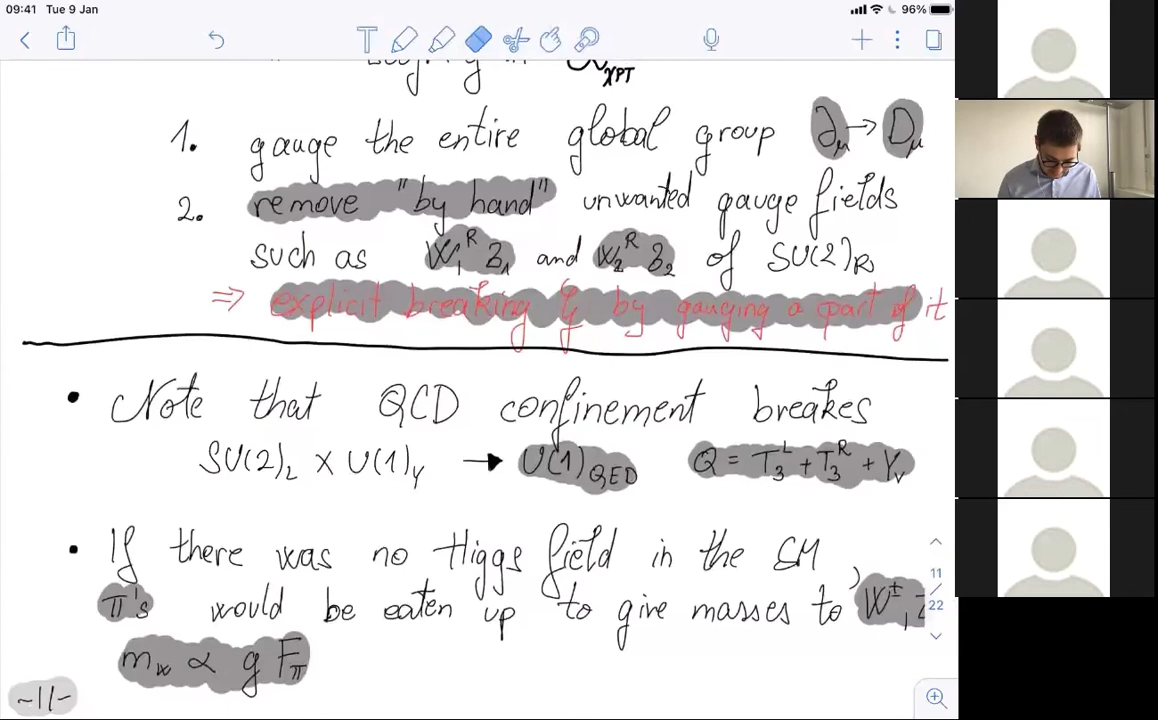 09:41 Tue 9 Jan 96%
T
χPT
1. gauge the entire global group ∂μ → Dμ
2. remove "by hand" unwanted gauge fields
such as W₁ᴿ and W₂ᴿ of SU(2)R
⇒ explicit breaking G by gauging a part of it
• Note that QCD confinement breakes
SU(2)L × U(1)Y → U(1)QED Q = T₃ᴸ + T₃ᴿ + Yᵥ
• If there was no Higgs field in the SM,
π's would be eaten up to give masses to W±, Z
mw ∝ g Fπ
11
/
22
-11-